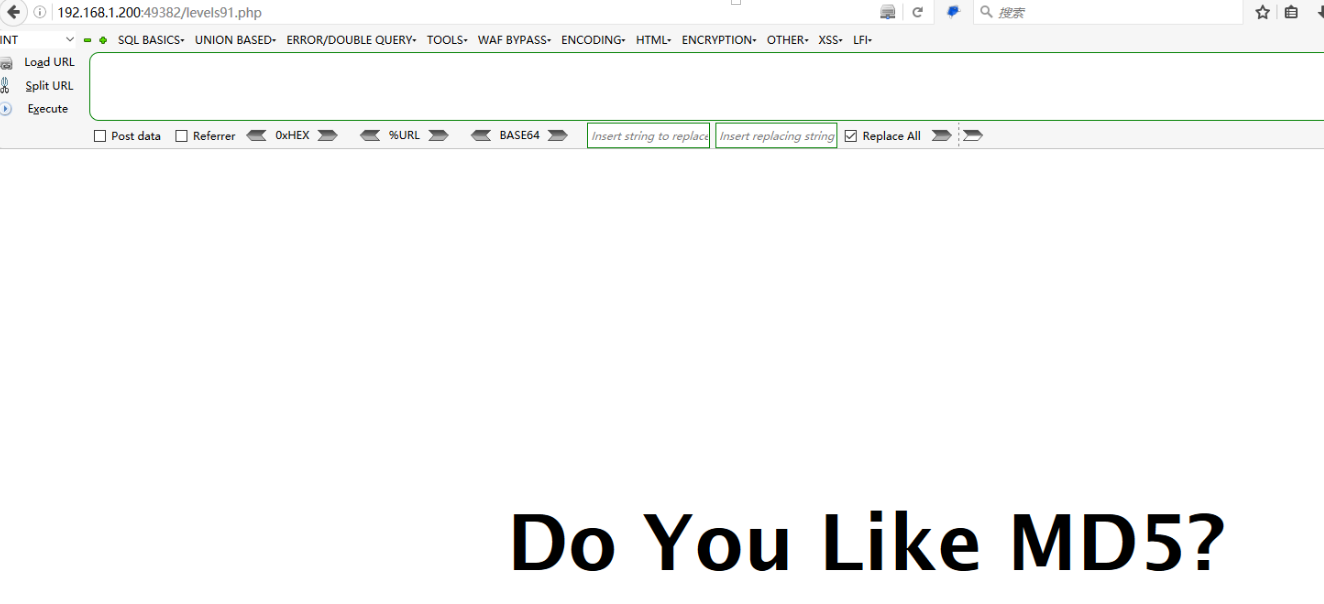 192.168.1.200:49382/levels91.php
搜索
INT
SQL BASICS
UNION BASED
ERROR/DOUBLE QUERY
TOOLS
WAF BYPASS
ENCODING
HTML
ENCRYPTION
OTHER
XSS
LFI
Load URL
Split URL
Execute
Post data
Referrer
0xHEX
%URL
BASE64
Insert string to replace
Insert replacing string
Replace All
Do You Like MD5?